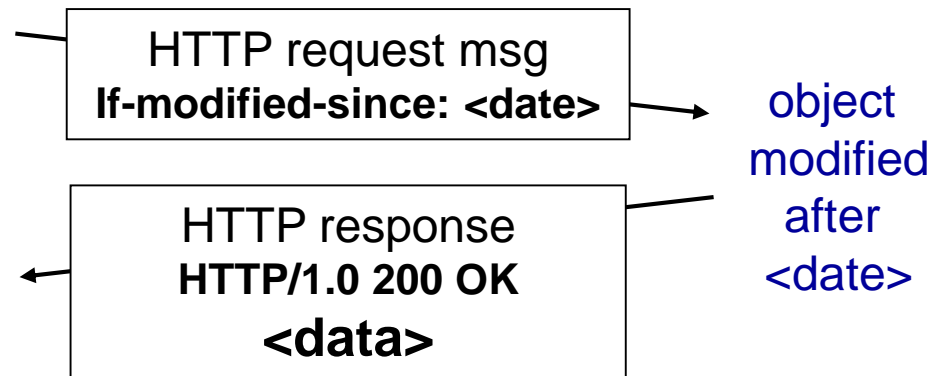 HTTP request msg
If-modified-since: <date>
object
modified
after
<date>
HTTP response
HTTP/1.0 200 OK
<data>